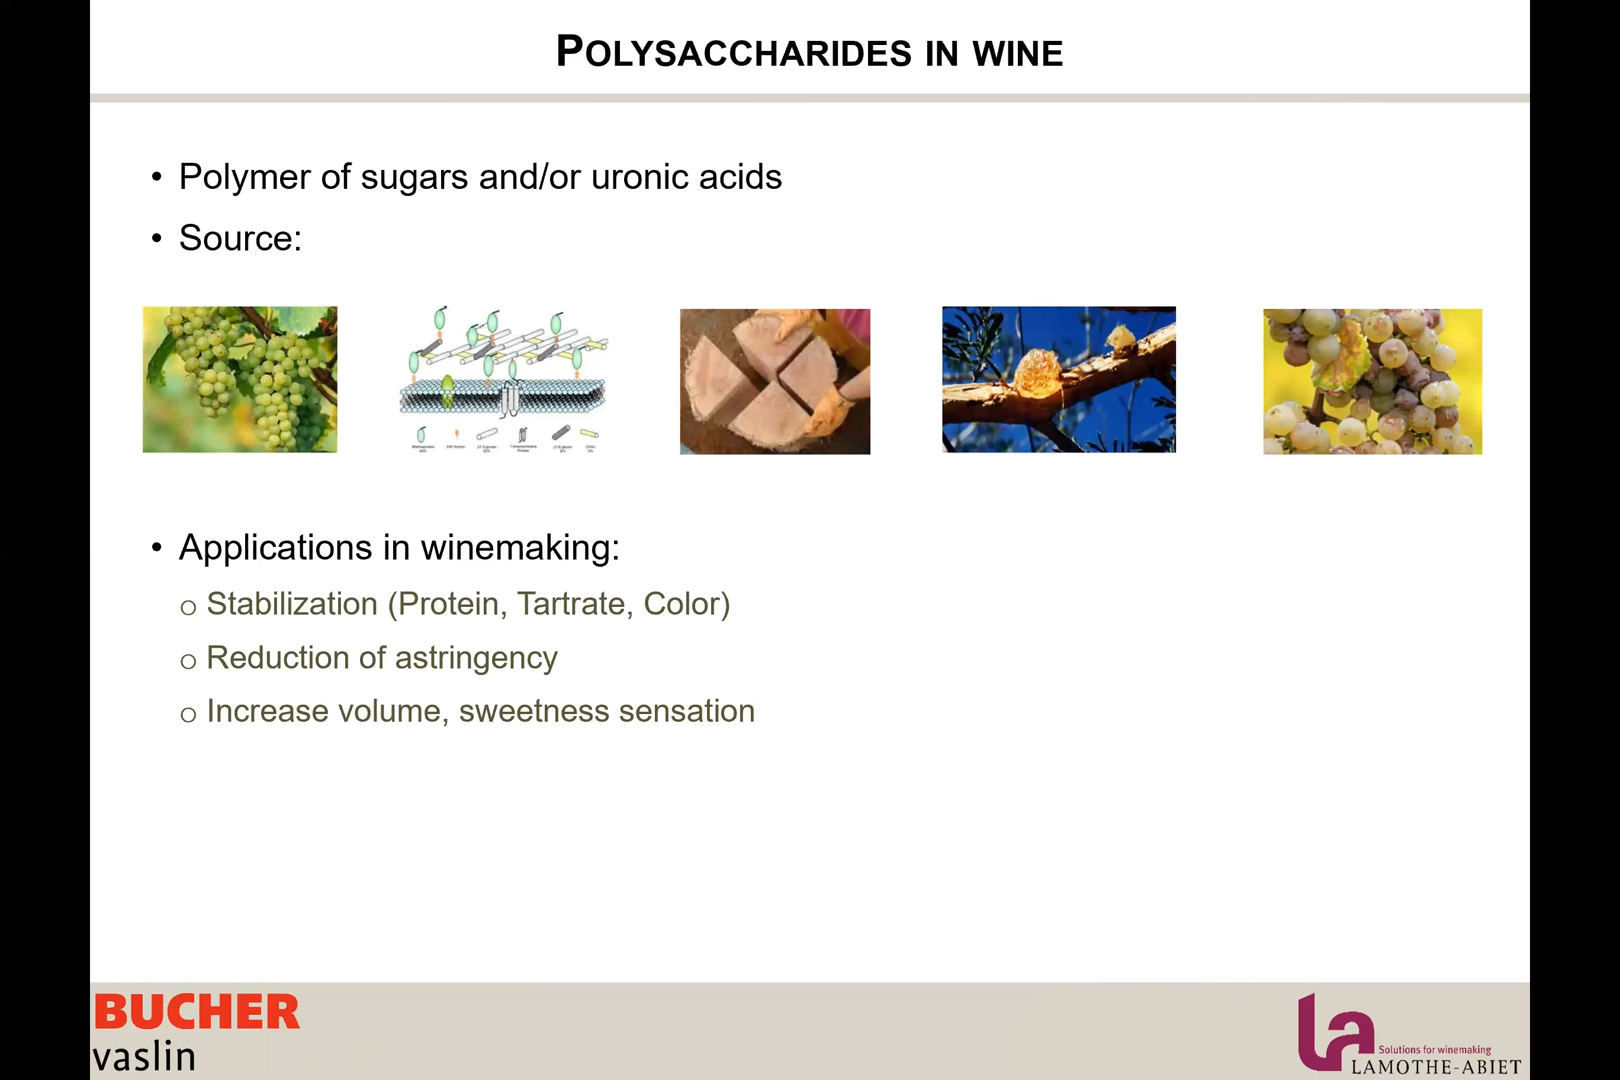 POLYSACCHARIDES IN WINE
• Polymer of sugars and/or uronic acids
• Source:
• Applications in winemaking:
o Stabilization (Protein, Tartrate, Color)
o Reduction of astringency
o Increase volume, sweetness sensation
BUCHER
vaslin
la
Solutions for winemaking
LAMOTHE-ABIET